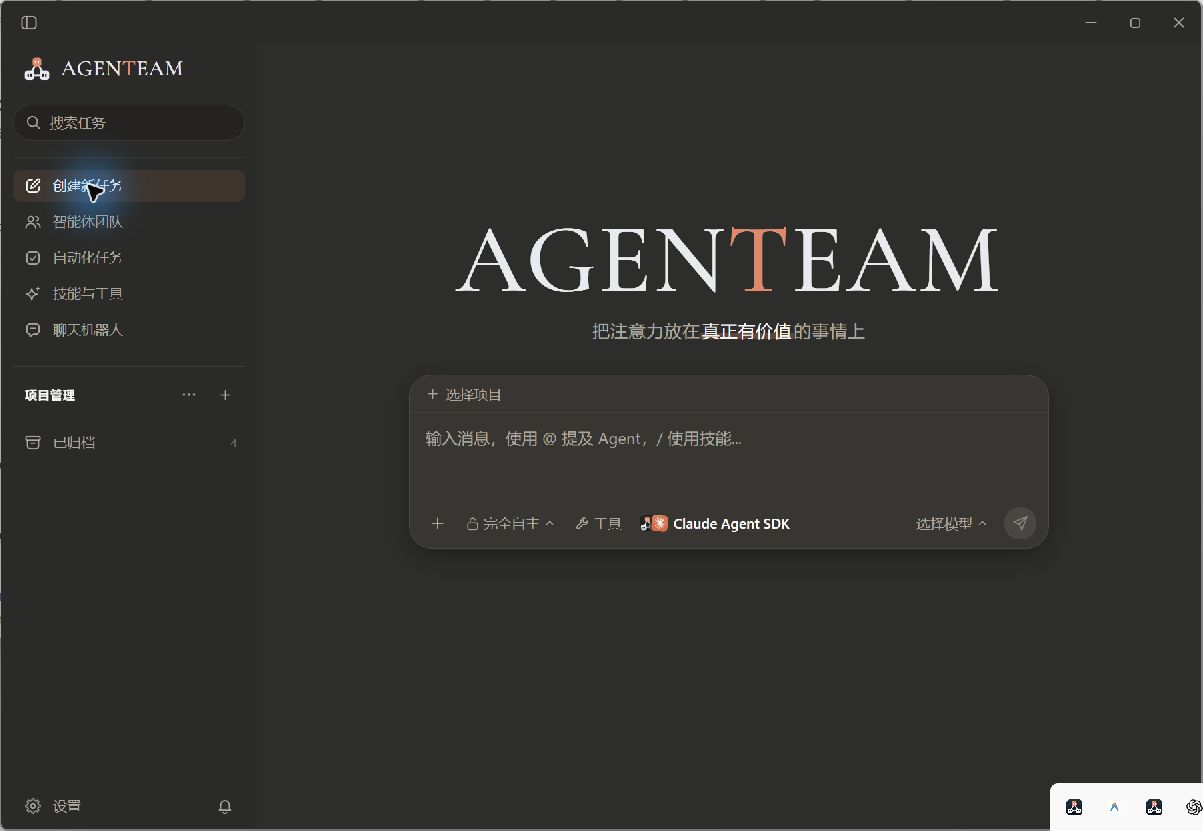 AGENTEAM
搜索任务
创建新任务
智能体团队
自动化任务
技能与工具
聊天机器人
项目管理
已归档 4
设置
AGENTEAM
把注意力放在真正有价值的事情上
选择项目
输入消息，使用 @ 提及 Agent，/ 使用技能...
完全自主 工具 Claude Agent SDK 选择模型